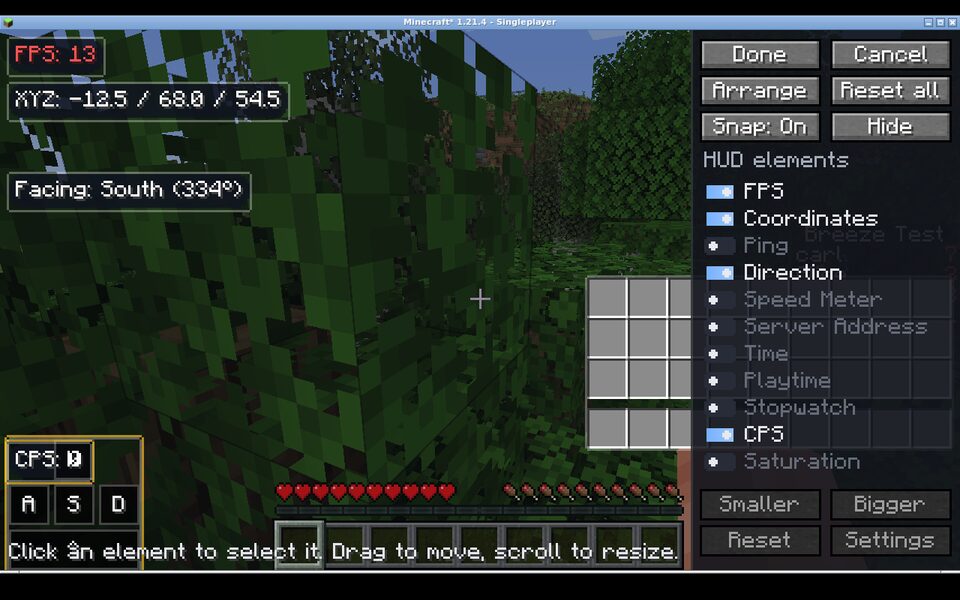 Minecraft* 1.21.4 - Singleplayer
FPS: 13
XYZ: -12.5 / 68.0 / 54.5
Facing: South (334°)
CPS: 0
A S D
Click an element to select it. Drag to move, scroll to resize.
Done Cancel
Arrange Reset all
Snap: On Hide
HUD elements
FPS
Coordinates
Ping
Direction
Speed Meter
Server Address
Time
Playtime
Stopwatch
CPS
Saturation
Smaller Bigger
Reset Settings
Breeze Test